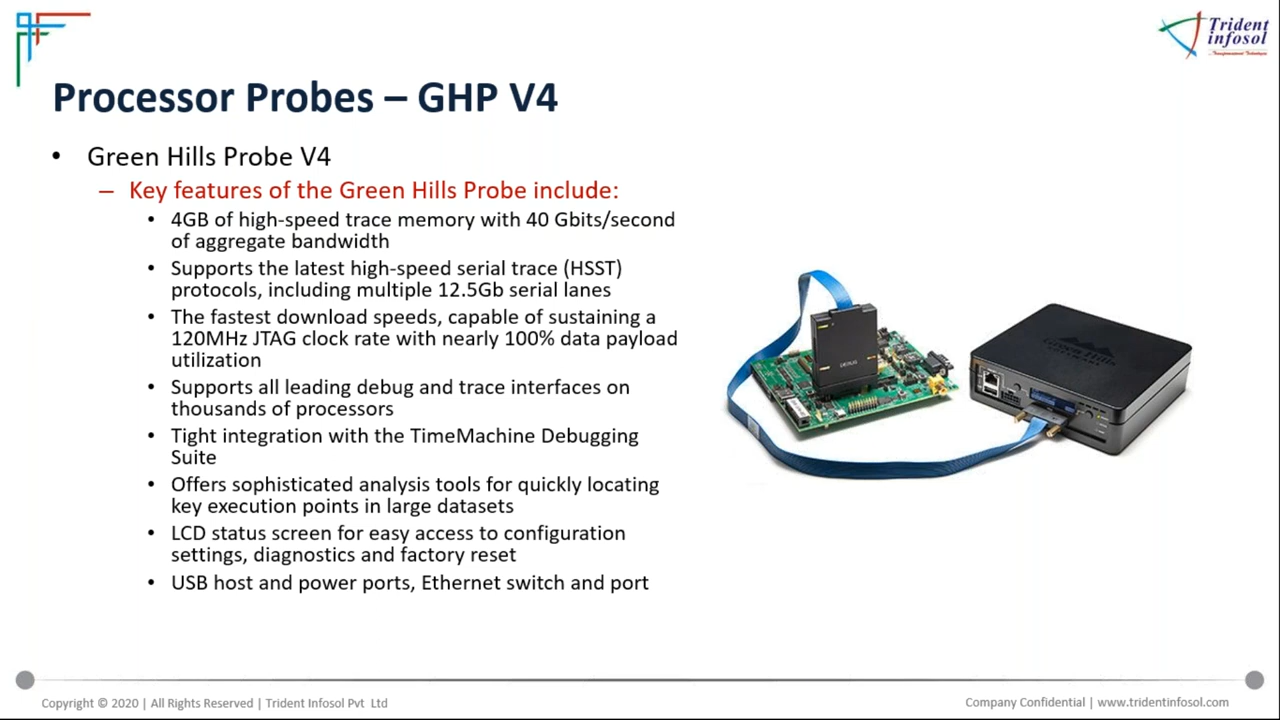 Trident
infosol
Processor Probes – GHP V4
• Green Hills Probe V4
– Key features of the Green Hills Probe include:
• 4GB of high-speed trace memory with 40 Gbits/second
of aggregate bandwidth
• Supports the latest high-speed serial trace (HSST)
protocols, including multiple 12.5Gb serial lanes
• The fastest download speeds, capable of sustaining a
120MHz JTAG clock rate with nearly 100% data payload
utilization
• Supports all leading debug and trace interfaces on
thousands of processors
• Tight integration with the TimeMachine Debugging
Suite
• Offers sophisticated analysis tools for quickly locating
key execution points in large datasets
• LCD status screen for easy access to configuration
settings, diagnostics and factory reset
• USB host and power ports, Ethernet switch and port
Green Hills
Copyright © 2020 | All Rights Reserved | Trident Infosol Pvt Ltd
Company Confidential | www.tridentinfosol.com